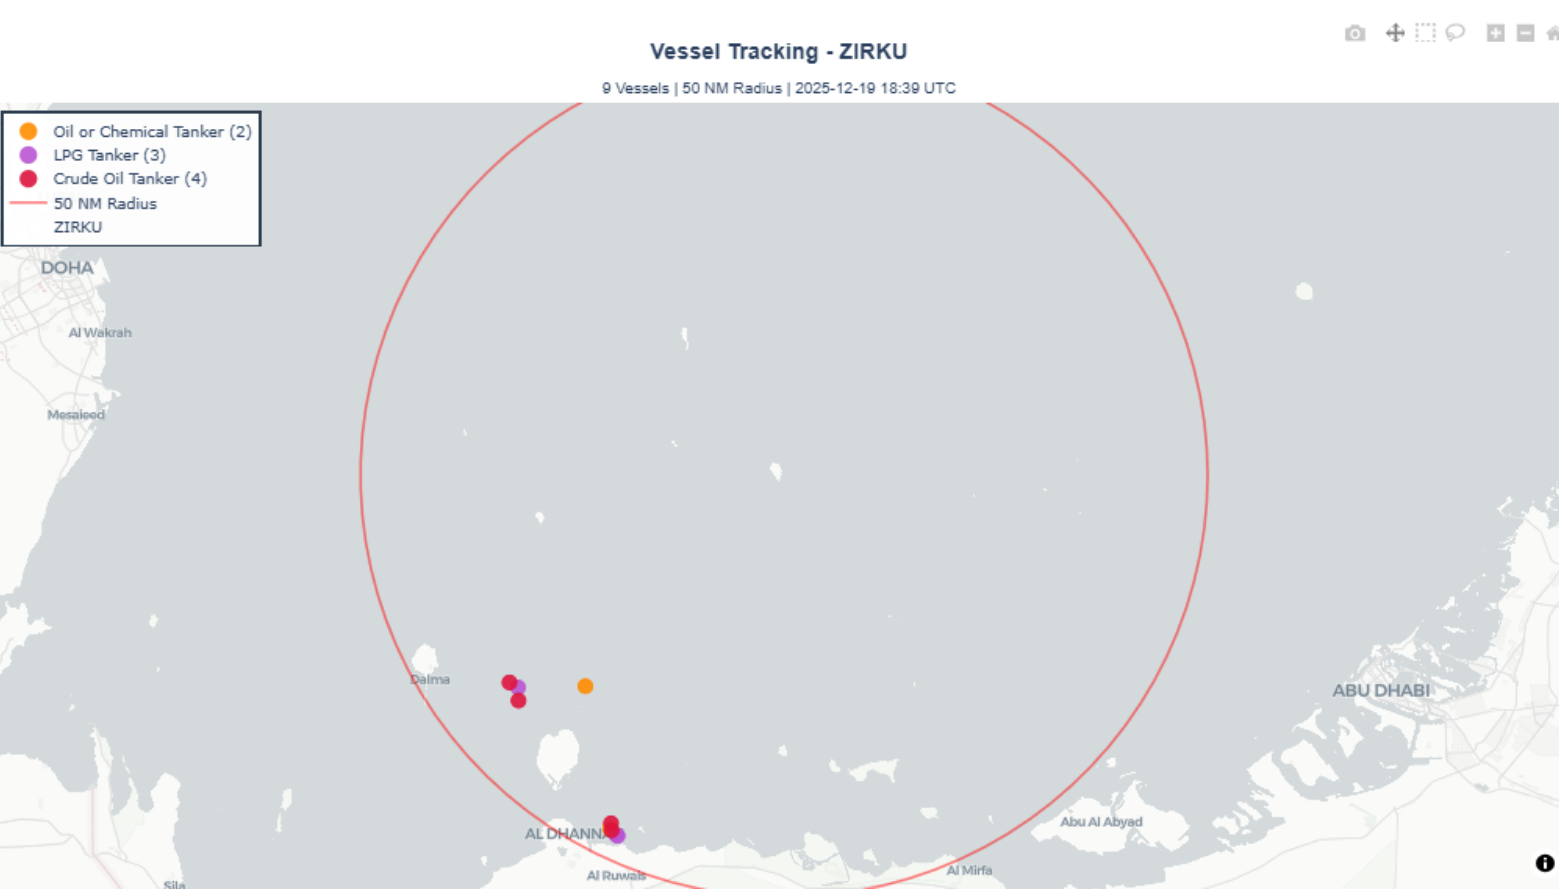 Vessel Tracking - ZIRKU
9 Vessels | 50 NM Radius | 2025-12-19 18:39 UTC
Oil or Chemical Tanker (2)
LPG Tanker (3)
Crude Oil Tanker (4)
50 NM Radius
ZIRKU
DOHA
Al Wakrah
Mesaieed
Dalma
ABU DHABI
Abu Al Abyad
AL DHANNA
Al Mirfa
Al Ruwais
Sila